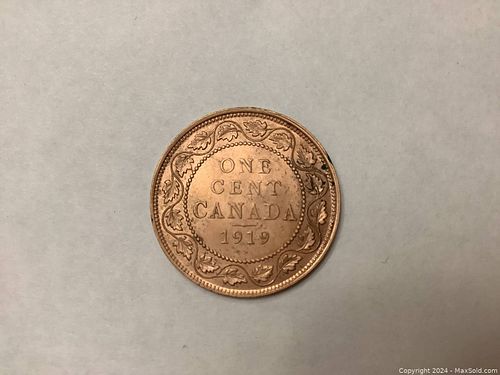 ONE
CENT
CANADA
1919
Copyright 2024 - MaxSold.com